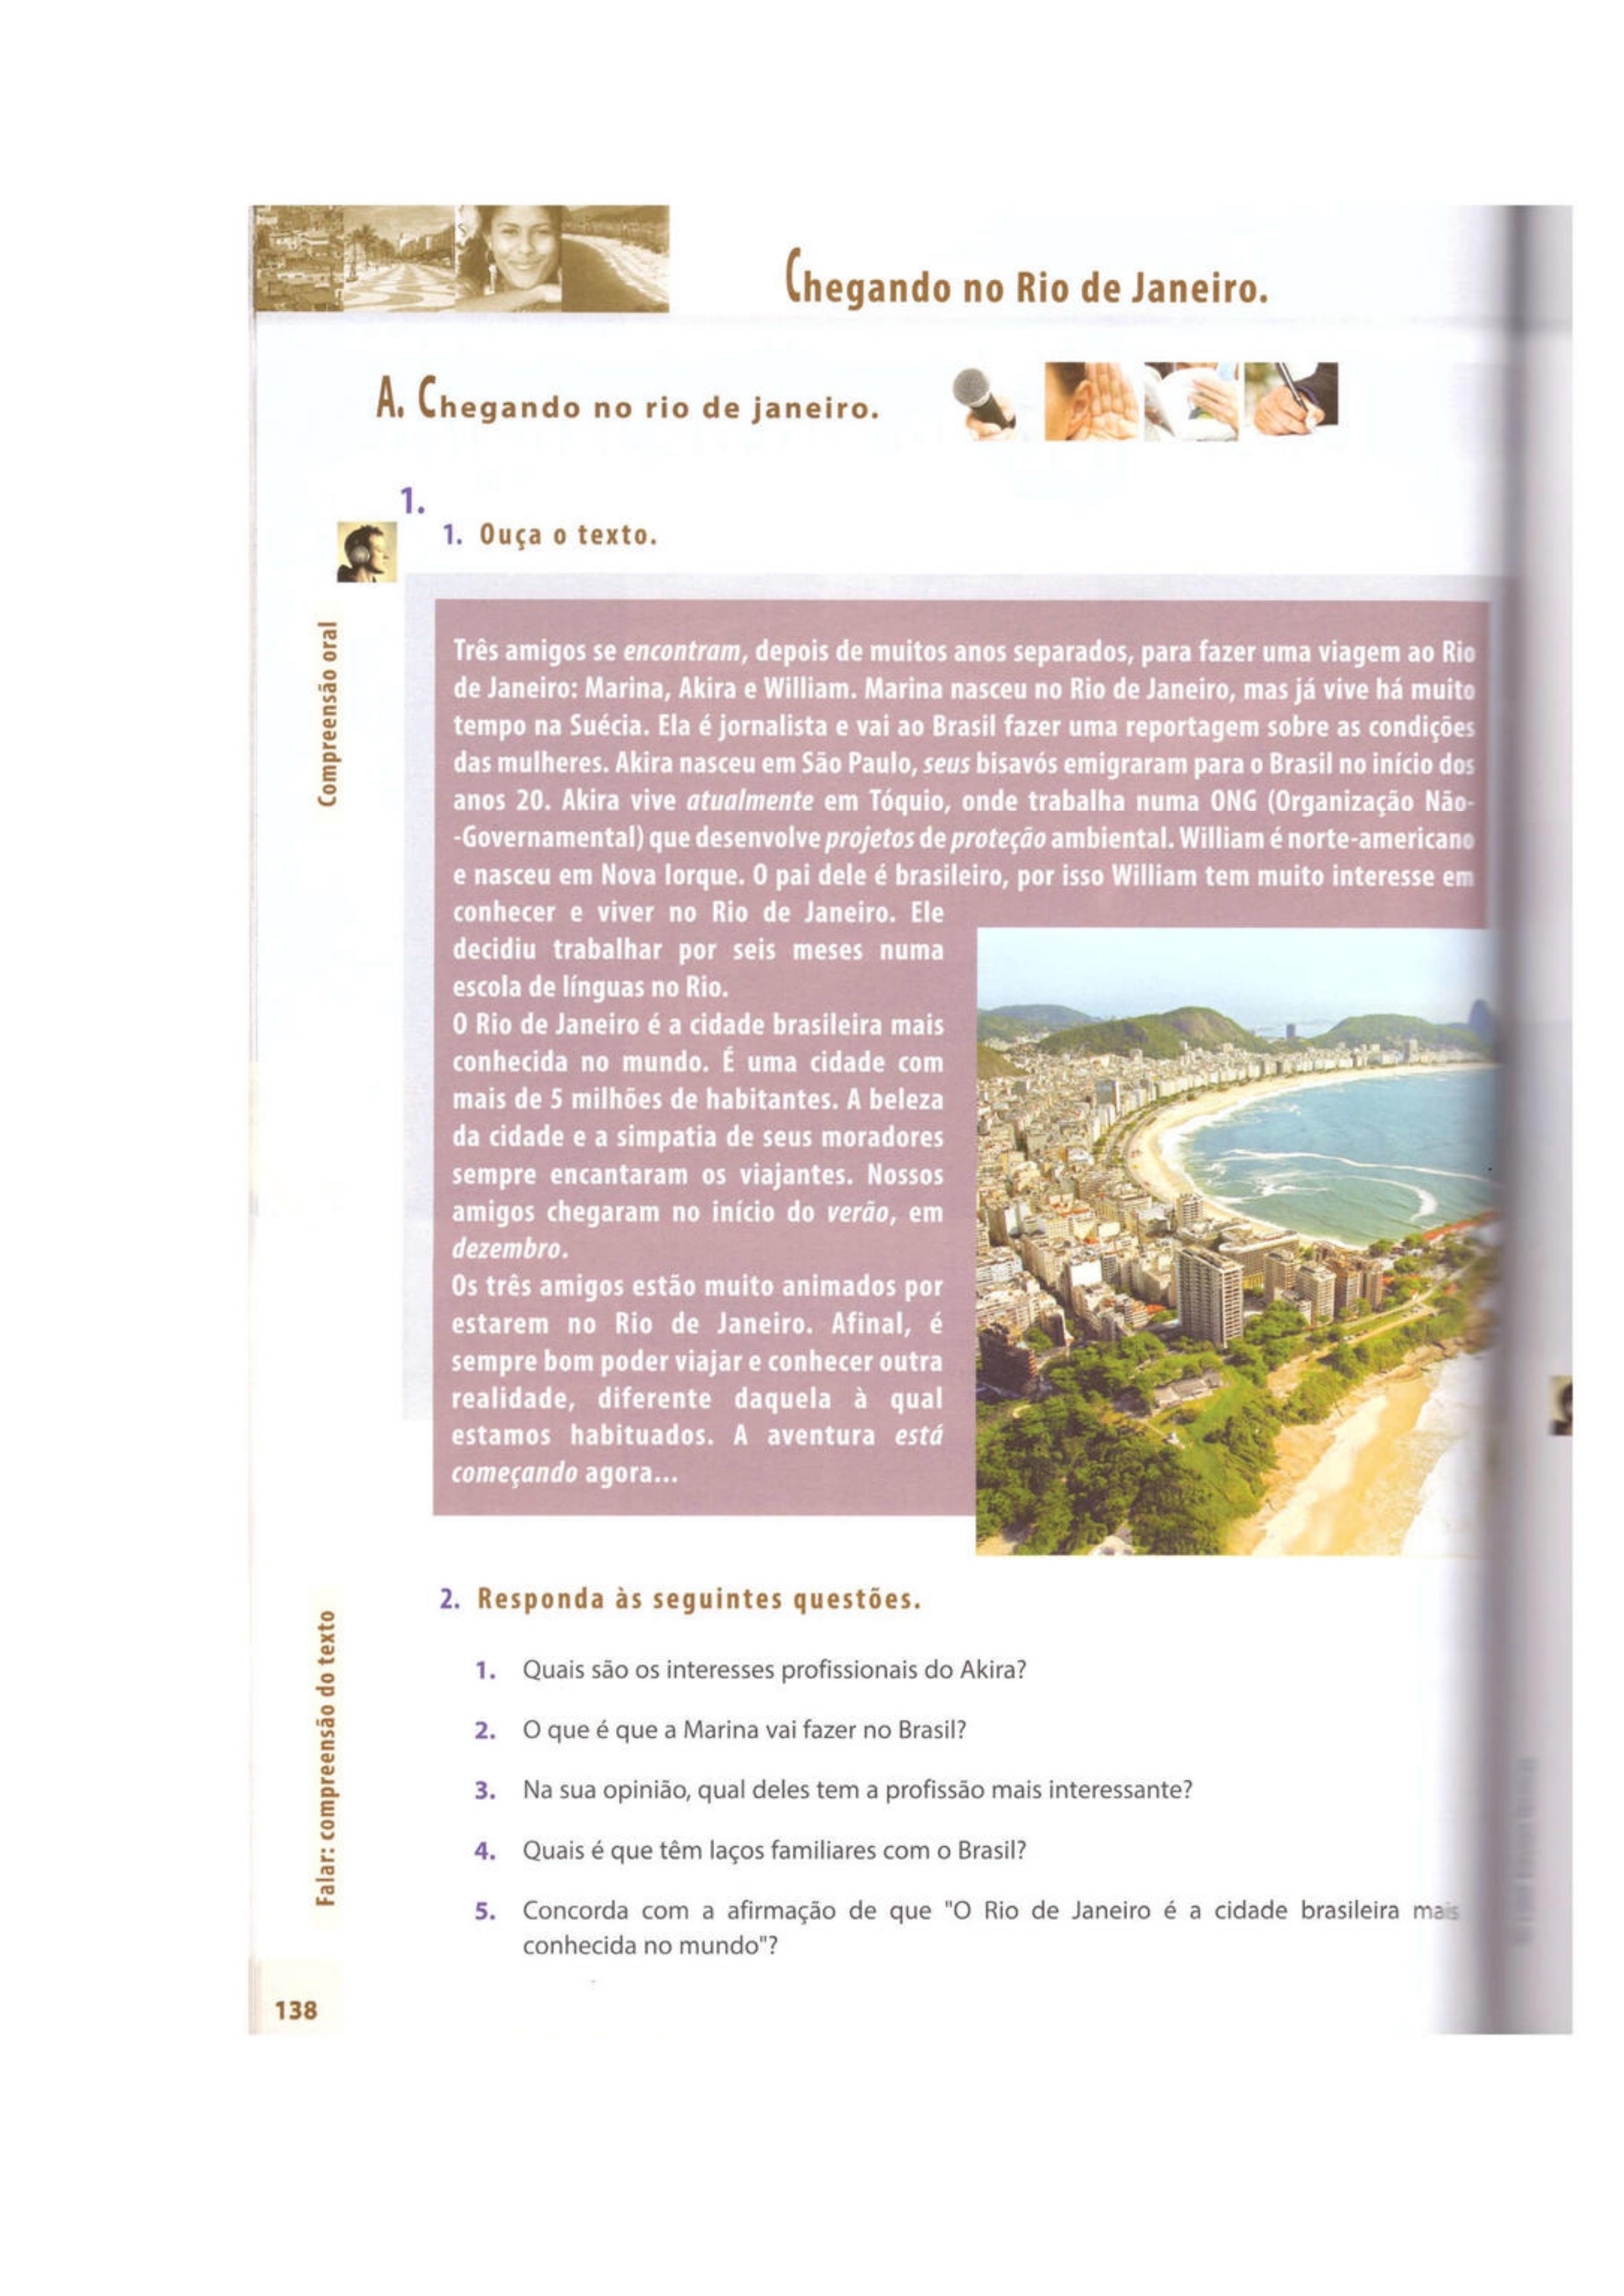 Chegando no Rio de Janeiro.
A. Chegando no rio de janeiro.
1.
1. Ouça o texto.
Compreensão oral
Três amigos se encontram, depois de muitos anos separados, para fazer uma viagem ao Rio
de Janeiro: Marina, Akira e William. Marina nasceu no Rio de Janeiro, mas já vive há muito
tempo na Suécia. Ela é jornalista e vai ao Brasil fazer uma reportagem sobre as condições
das mulheres. Akira nasceu em São Paulo, seus bisavós emigraram para o Brasil no início dos
anos 20. Akira vive atualmente em Tóquio, onde trabalha numa ONG (Organização Não-
-Governamental) que desenvolve projetos de proteção ambiental. William é norte-americano
e nasceu em Nova Iorque. O pai dele é brasileiro, por isso William tem muito interesse em
conhecer e viver no Rio de Janeiro. Ele
decidiu trabalhar por seis meses numa
escola de línguas no Rio.
O Rio de Janeiro é a cidade brasileira mais
conhecida no mundo. É uma cidade com
mais de 5 milhões de habitantes. A beleza
da cidade e a simpatia de seus moradores
sempre encantaram os viajantes. Nossos
amigos chegaram no início do verão, em
dezembro.
Os três amigos estão muito animados por
estarem no Rio de Janeiro. Afinal, é
sempre bom poder viajar e conhecer outra
realidade, diferente daquela à qual
estamos habituados. A aventura está
começando agora...
2. Responda às seguintes questões.
Falar: compreensão do texto
1. Quais são os interesses profissionais do Akira?
2. O que é que a Marina vai fazer no Brasil?
3. Na sua opinião, qual deles tem a profissão mais interessante?
4. Quais é que têm laços familiares com o Brasil?
5. Concorda com a afirmação de que "O Rio de Janeiro é a cidade brasileira mais
conhecida no mundo"?
138